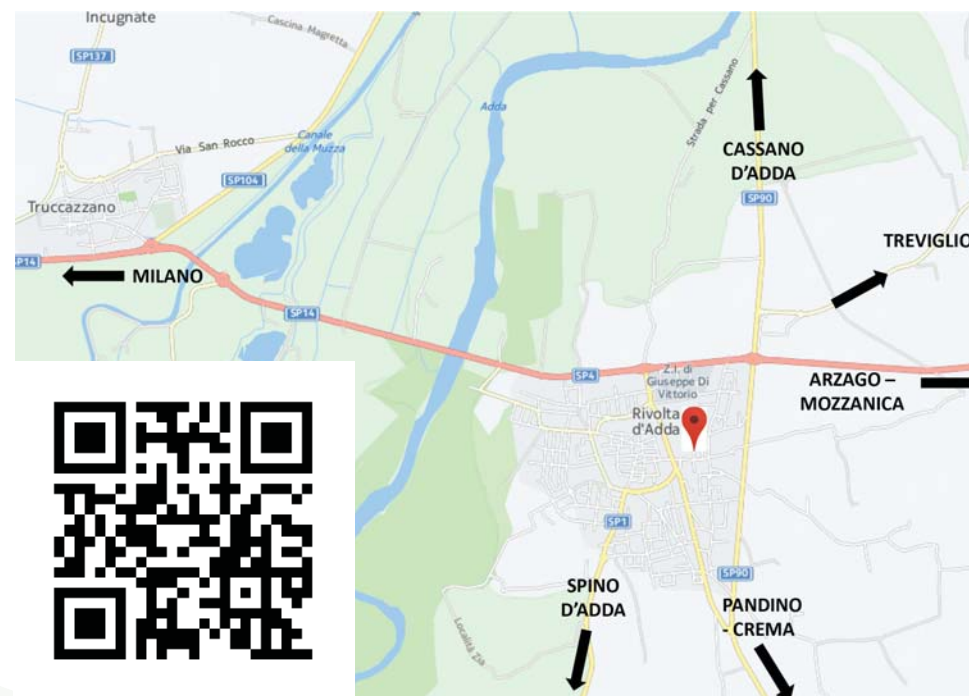 Incugnate
Cascina Magretta
SP137
Adda
Strada per Cassano
Via San Rocco
Canale
della Muzza
CASSANO
D'ADDA
SP104
SP90
Truccazzano
TREVIGLIO
SP14
MILANO
SP14
SP4
Z.I. di
Giuseppe Di
Vittorio
ARZAGO –
MOZZANICA
Rivolta
d'Adda
SP1
SP90
SPINO
D'ADDA
PANDINO
- CREMA
Località Zia